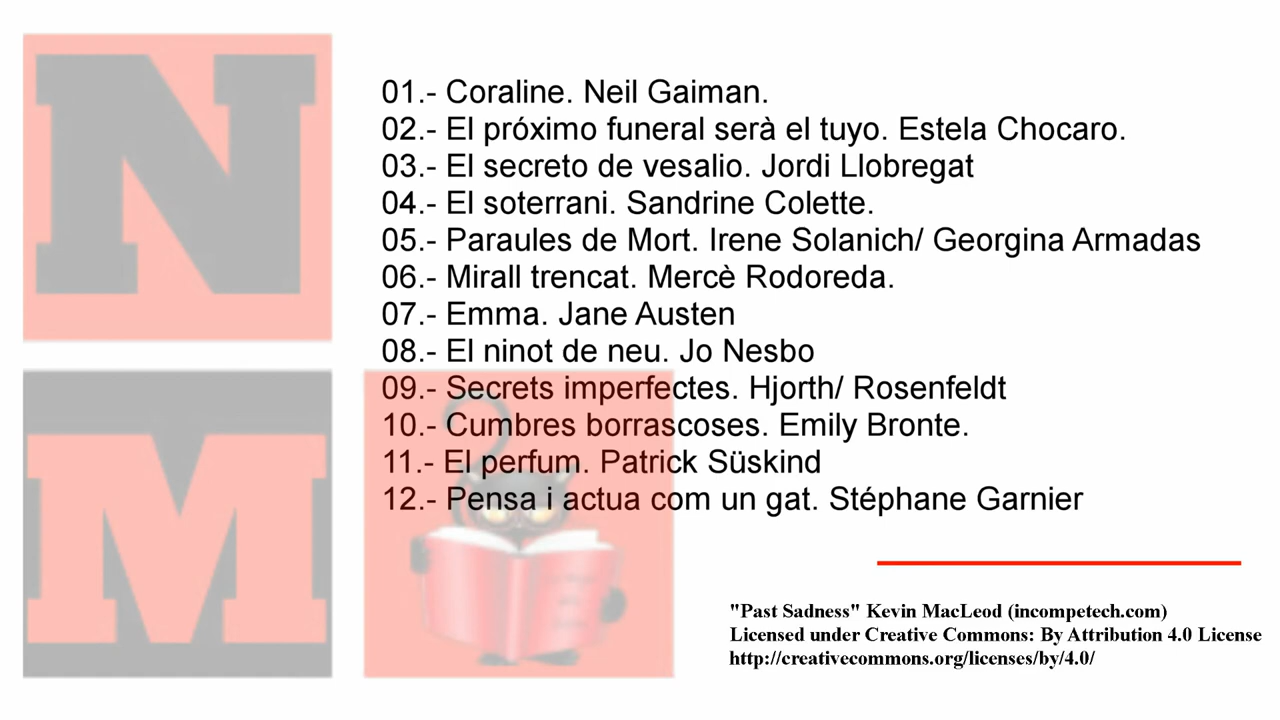 N
M
01.- Coraline. Neil Gaiman.
02.- El próximo funeral serà el tuyo. Estela Chocaro.
03.- El secreto de vesalio. Jordi Llobregat
04.- El soterrani. Sandrine Colette.
05.- Paraules de Mort. Irene Solanich/ Georgina Armadas
06.- Mirall trencat. Mercè Rodoreda.
07.- Emma. Jane Austen
08.- El ninot de neu. Jo Nesbo
09.- Secrets imperfectes. Hjorth/ Rosenfeldt
10.- Cumbres borrascoses. Emily Bronte.
11.- El perfum. Patrick Süskind
12.- Pensa i actua com un gat. Stéphane Garnier
"Past Sadness" Kevin MacLeod (incompetech.com)
Licensed under Creative Commons: By Attribution 4.0 License
http://creativecommons.org/licenses/by/4.0/